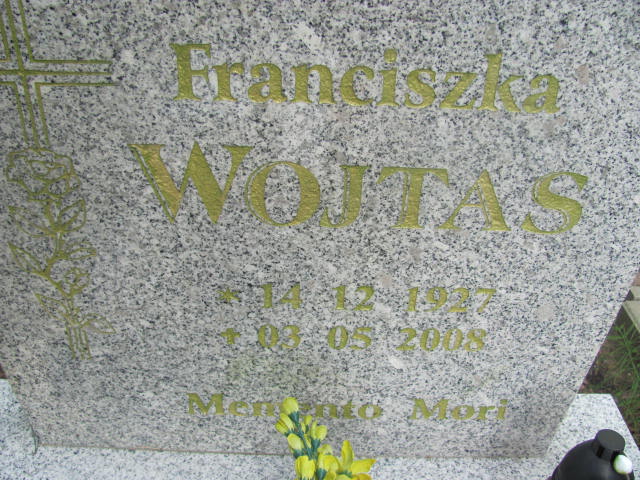 Franciszka
WOJTAS
* 14 12 1927
+ 03 05 2008
Memento Mori